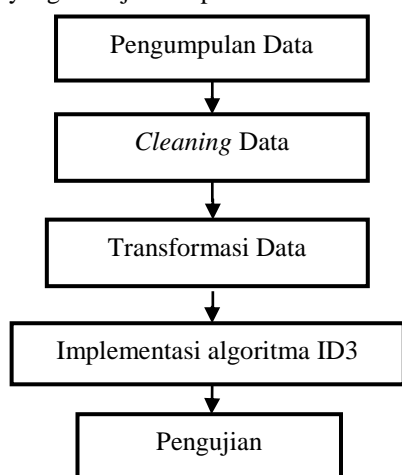 Pengumpulan Data
Cleaning Data
Transformasi Data
Implementasi algoritma ID3
Pengujian